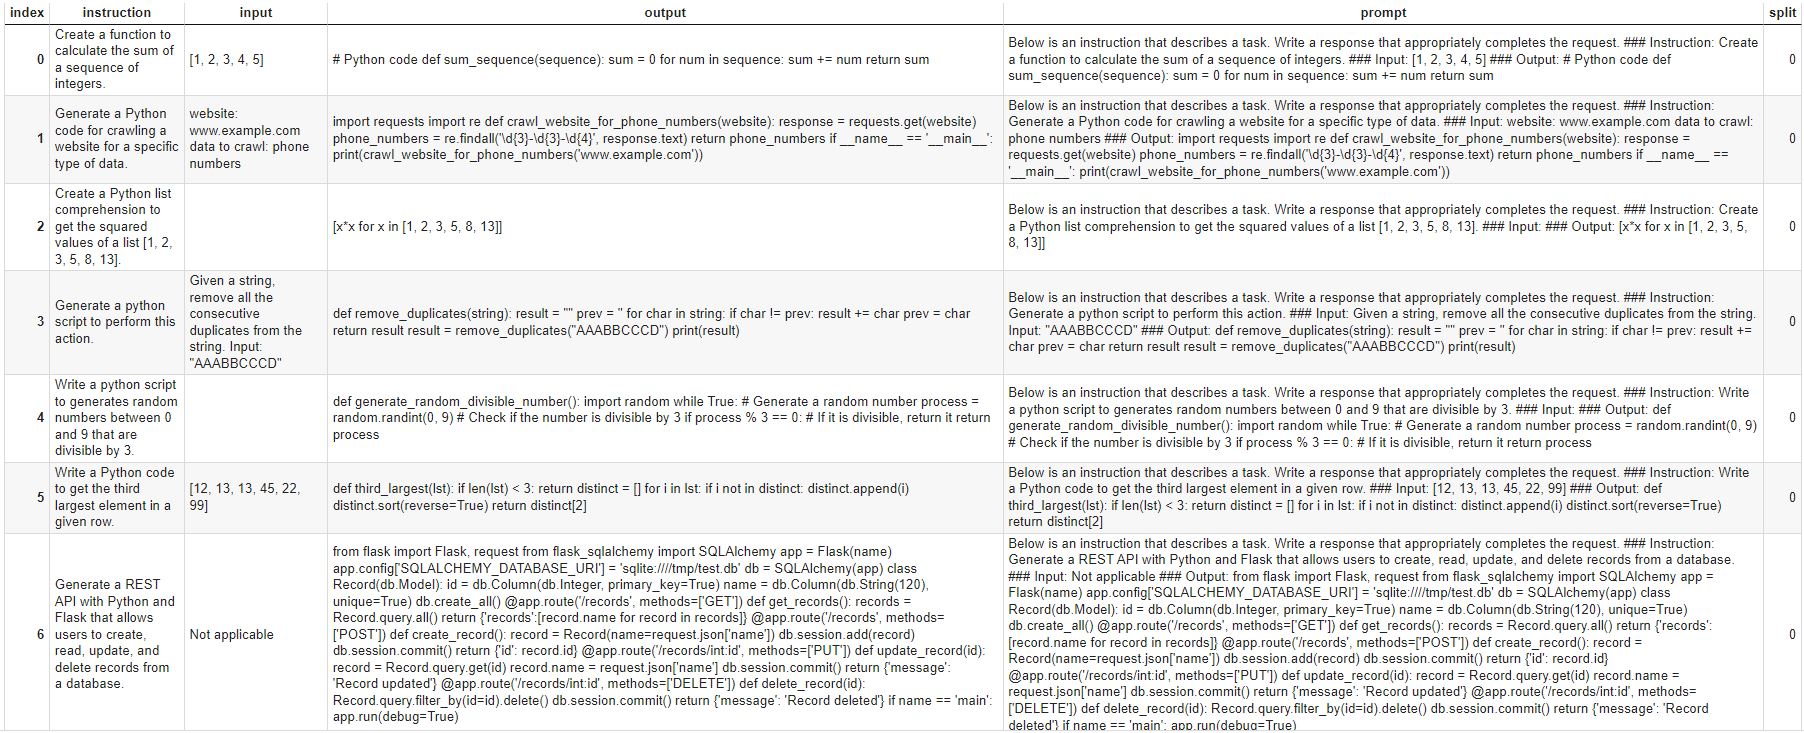 index instruction input output prompt split
0
Create a function to
calculate the sum of
a sequence of
integers.
[1, 2, 3, 4, 5]
# Python code def sum_sequence(sequence): sum = 0 for num in sequence: sum += num return sum
Below is an instruction that describes a task. Write a response that appropriately completes the request. ### Instruction: Create
a function to calculate the sum of a sequence of integers. ### Input: [1, 2, 3, 4, 5] ### Output: # Python code def
sum_sequence(sequence): sum = 0 for num in sequence: sum += num return sum
0
1
Generate a Python
code for crawling a
website for a specific
type of data.
website:
www.example.com
data to crawl: phone
numbers
import requests import re def crawl_website_for_phone_numbers(website): response = requests.get(website)
phone_numbers = re.findall('\d{3}-\d{3}-\d{4}', response.text) return phone_numbers if __name__ == '__main__':
print(crawl_website_for_phone_numbers('www.example.com'))
Below is an instruction that describes a task. Write a response that appropriately completes the request. ### Instruction:
Generate a Python code for crawling a website for a specific type of data. ### Input: website: www.example.com data to crawl:
phone numbers ### Output: import requests import re def crawl_website_for_phone_numbers(website): response =
requests.get(website) phone_numbers = re.findall('\d{3}-\d{3}-\d{4}', response.text) return phone_numbers if __name__ ==
'__main__': print(crawl_website_for_phone_numbers('www.example.com'))
0
2
Create a Python list
comprehension to
get the squared
values of a list [1, 2,
3, 5, 8, 13].
[x*x for x in [1, 2, 3, 5, 8, 13]]
Below is an instruction that describes a task. Write a response that appropriately completes the request. ### Instruction: Create
a Python list comprehension to get the squared values of a list [1, 2, 3, 5, 8, 13]. ### Input: ### Output: [x*x for x in [1, 2, 3, 5,
8, 13]]
0
3
Generate a python
script to perform this
action.
Given a string,
remove all the
consecutive
duplicates from the
string. Input:
"AAABBCCCD"
def remove_duplicates(string): result = "" prev = '' for char in string: if char != prev: result += char prev = char
return result result = remove_duplicates("AAABBCCCD") print(result)
Below is an instruction that describes a task. Write a response that appropriately completes the request. ### Instruction:
Generate a python script to perform this action. ### Input: Given a string, remove all the consecutive duplicates from the string.
Input: "AAABBCCCD" ### Output: def remove_duplicates(string): result = "" prev = '' for char in string: if char != prev: result +=
char prev = char return result result = remove_duplicates("AAABBCCCD") print(result)
0
4
Write a python script
to generates random
numbers between 0
and 9 that are
divisible by 3.
def generate_random_divisible_number(): import random while True: # Generate a random number process =
random.randint(0, 9) # Check if the number is divisible by 3 if process % 3 == 0: # If it is divisible, return it return
process
Below is an instruction that describes a task. Write a response that appropriately completes the request. ### Instruction: Write
a python script to generates random numbers between 0 and 9 that are divisible by 3. ### Input: ### Output: def
generate_random_divisible_number(): import random while True: # Generate a random number process = random.randint(0, 9)
# Check if the number is divisible by 3 if process % 3 == 0: # If it is divisible, return it return process
0
5
Write a Python code
to get the third
largest element in a
given row.
[12, 13, 13, 45, 22,
99]
def third_largest(lst): if len(lst) < 3: return distinct = [] for i in lst: if i not in distinct: distinct.append(i)
distinct.sort(reverse=True) return distinct[2]
Below is an instruction that describes a task. Write a response that appropriately completes the request. ### Instruction: Write
a Python code to get the third largest element in a given row. ### Input: [12, 13, 13, 45, 22, 99] ### Output: def
third_largest(lst): if len(lst) < 3: return distinct = [] for i in lst: if i not in distinct: distinct.append(i) distinct.sort(reverse=True)
return distinct[2]
0
6
Generate a REST
API with Python and
Flask that allows
users to create,
read, update, and
delete records from
a database.
Not applicable
from flask import Flask, request from flask_sqlalchemy import SQLAlchemy app = Flask(name)
app.config['SQLALCHEMY_DATABASE_URI'] = 'sqlite:////tmp/test.db' db = SQLAlchemy(app) class
Record(db.Model): id = db.Column(db.Integer, primary_key=True) name = db.Column(db.String(120),
unique=True) db.create_all() @app.route('/records', methods=['GET']) def get_records(): records =
Record.query.all() return {'records':[record.name for record in records]} @app.route('/records', methods=
['POST']) def create_record(): record = Record(name=request.json['name']) db.session.add(record)
db.session.commit() return {'id': record.id} @app.route('/records/int:id', methods=['PUT']) def
update_record(id): record = Record.query.get(id) record.name = request.json['name'] db.session.commit() return {'message':
'Record updated'} @app.route('/records/int:id', methods=['DELETE']) def delete_record(id):
Record.query.filter_by(id=id).delete() db.session.commit() return {'message': 'Record deleted'} if name == 'main':
app.run(debug=True)
Below is an instruction that describes a task. Write a response that appropriately completes the request. ### Instruction:
Generate a REST API with Python and Flask that allows users to create, read, update, and delete records from a database.
### Input: Not applicable ### Output: from flask import Flask, request from flask_sqlalchemy import SQLAlchemy app =
Flask(name) app.config['SQLALCHEMY_DATABASE_URI'] = 'sqlite:////tmp/test.db' db = SQLAlchemy(app) class
Record(db.Model): id = db.Column(db.Integer, primary_key=True) name = db.Column(db.String(120), unique=True)
db.create_all() @app.route('/records', methods=['GET']) def get_records(): records = Record.query.all() return {'records':
[record.name for record in records]} @app.route('/records', methods=['POST']) def create_record(): record =
Record(name=request.json['name']) db.session.add(record) db.session.commit() return {'id': record.id}
@app.route('/records/int:id', methods=['PUT']) def update_record(id): record = Record.query.get(id) record.name =
request.json['name'] db.session.commit() return {'message': 'Record updated'} @app.route('/records/int:id', methods=
['DELETE']) def delete_record(id): Record.query.filter_by(id=id).delete() db.session.commit() return {'message': 'Record
deleted'} if name == 'main': app.run(debug=True)
0